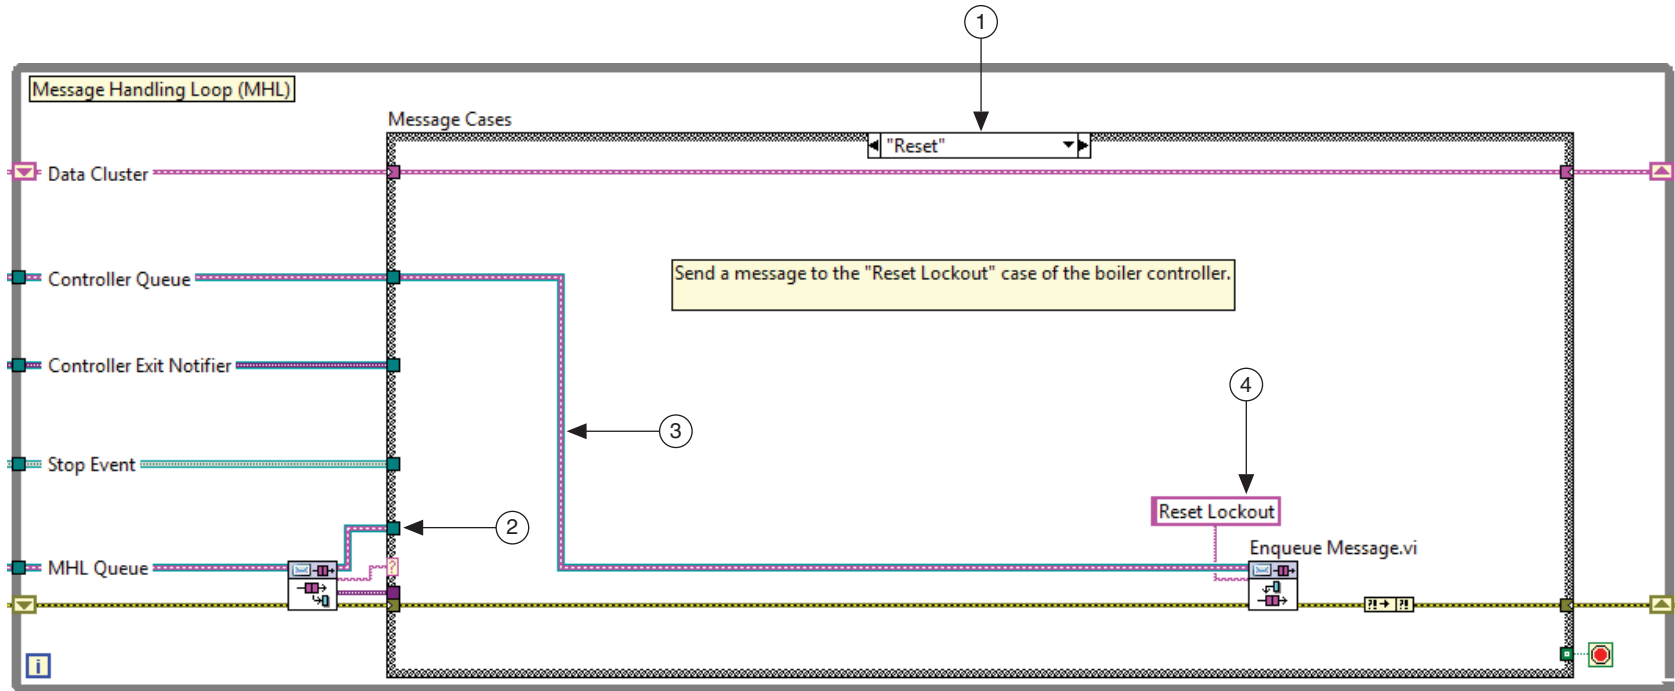 1
Message Handling Loop (MHL)
Message Cases
"Reset"
Data Cluster
Controller Queue
Send a message to the "Reset Lockout" case of the boiler controller.
Controller Exit Notifier
4
3
Stop Event
Reset Lockout
2
Enqueue Message.vi
MHL Queue
?
?! ?!
i